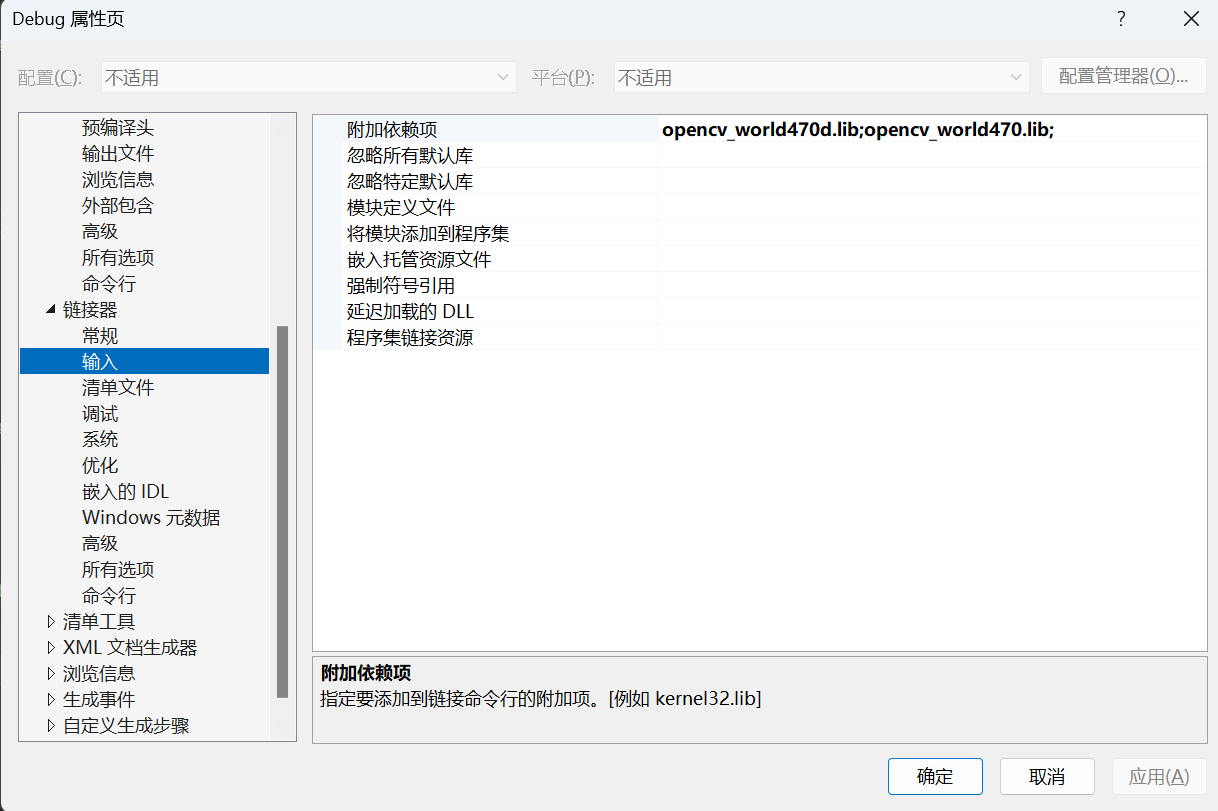 Debug 属性页
?
配置(C): 不适用 平台(P): 不适用 配置管理器(O)...
预编译头
输出文件
浏览信息
外部包含
高级
所有选项
命令行
链接器
常规
输入
清单文件
调试
系统
优化
嵌入的 IDL
Windows 元数据
高级
所有选项
命令行
清单工具
XML 文档生成器
浏览信息
生成事件
自定义生成步骤
附加依赖项 opencv_world470d.lib;opencv_world470.lib;
忽略所有默认库
忽略特定默认库
模块定义文件
将模块添加到程序集
嵌入托管资源文件
强制符号引用
延迟加载的 DLL
程序集链接资源
附加依赖项
指定要添加到链接命令行的附加项。[例如 kernel32.lib]
确定 取消 应用(A)